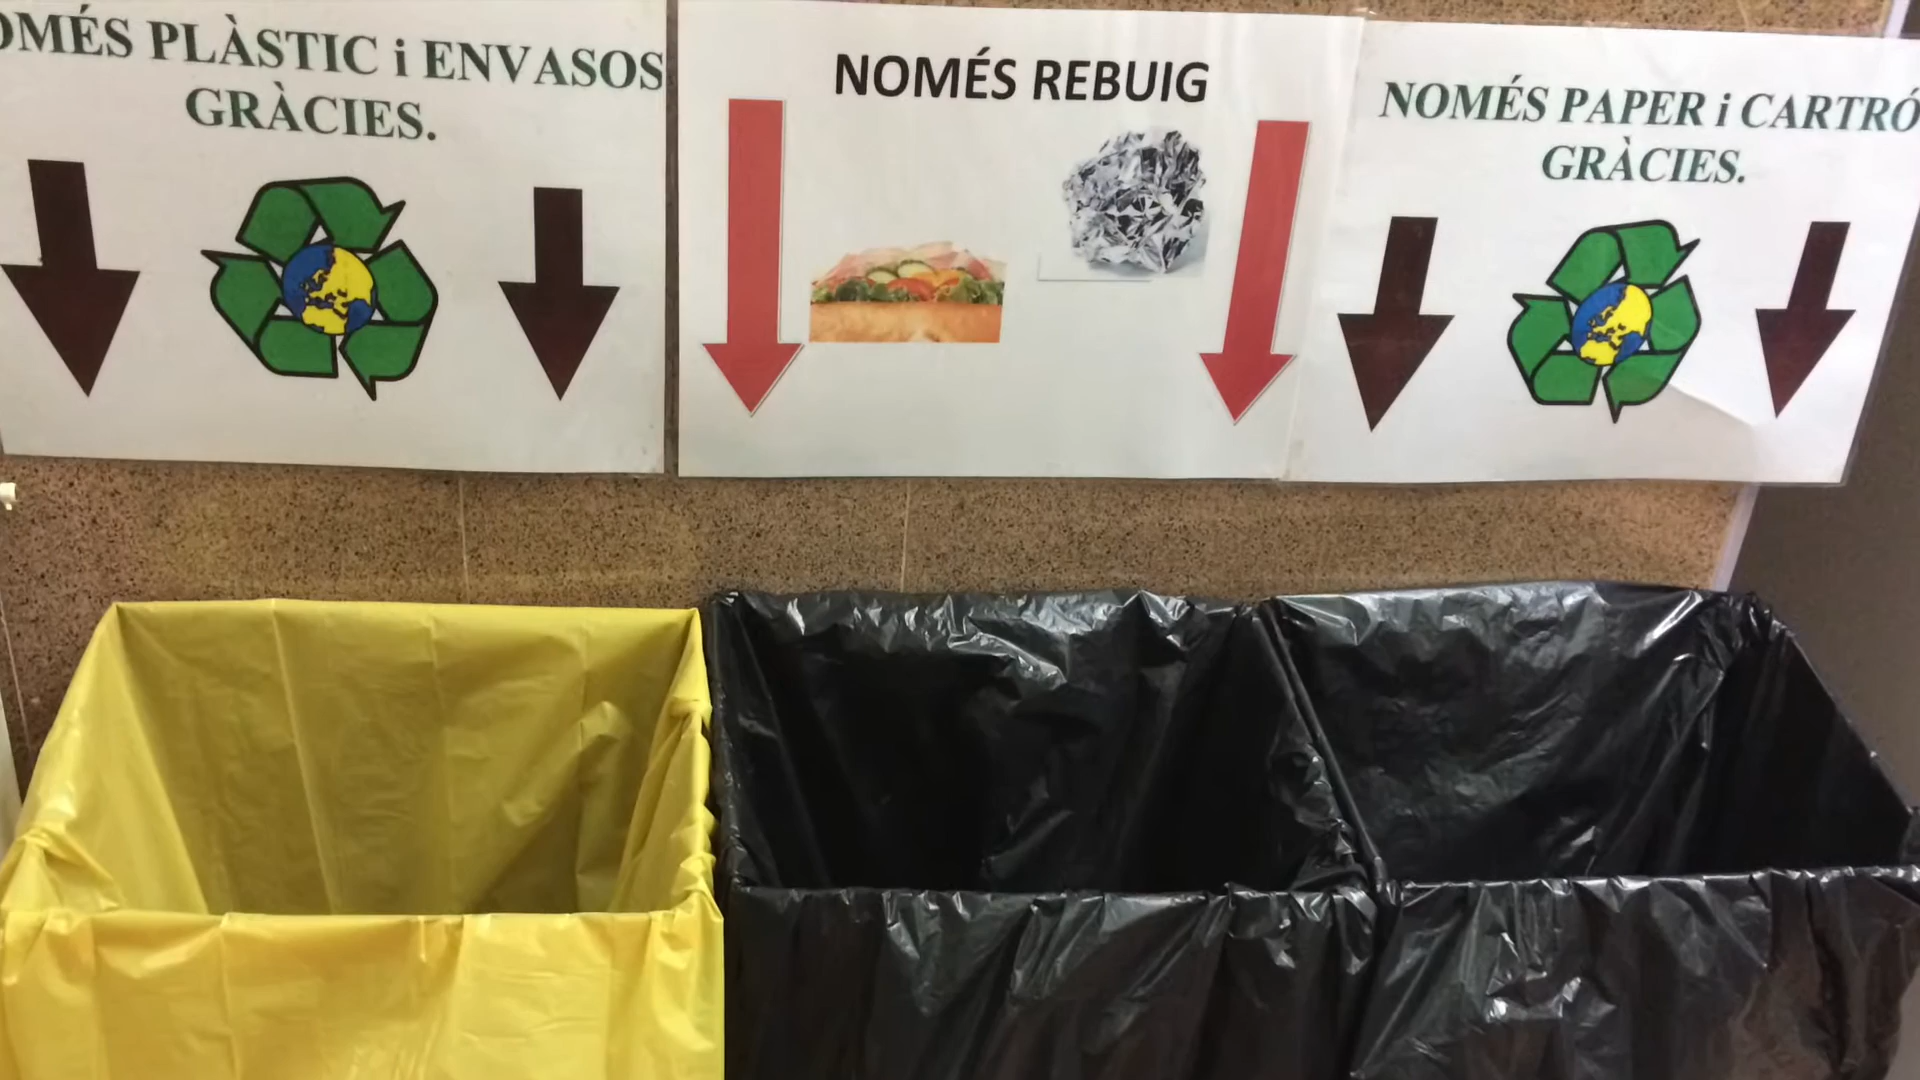 OMÉS PLÀSTIC i ENVASOS
GRÀCIES.
NOMÉS REBUIG
NOMÉS PAPER i CARTRÓ
GRÀCIES.